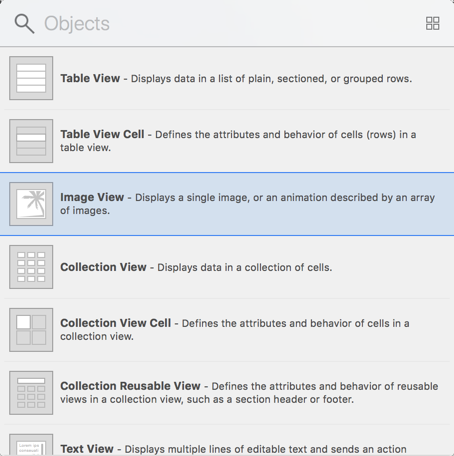 Objects
Table View - Displays data in a list of plain, sectioned, or grouped rows.
Table View Cell - Defines the attributes and behavior of cells (rows) in a
table view.
Image View - Displays a single image, or an animation described by an array
of images.
Collection View - Displays data in a collection of cells.
Collection View Cell - Defines the attributes and behavior of cells in a
collection view.
Collection Reusable View - Defines the attributes and behavior of reusable
views in a collection view, such as a section header or footer.
Text View - Displays multiple lines of editable text and sends an action